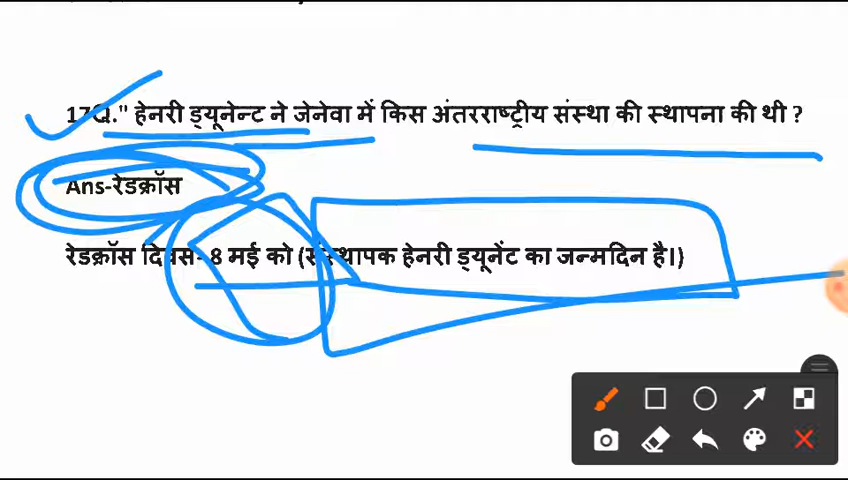 17Q." हेनरी ड्यूनेन्ट ने जेनेवा में किस अंतरराष्ट्रीय संस्था की स्थापना की थी ?
Ans-रेडक्रॉस
रेडक्रॉस दिवस- 8 मई को (संस्थापक हेनरी ड्यूनेंट का जन्मदिन है।)